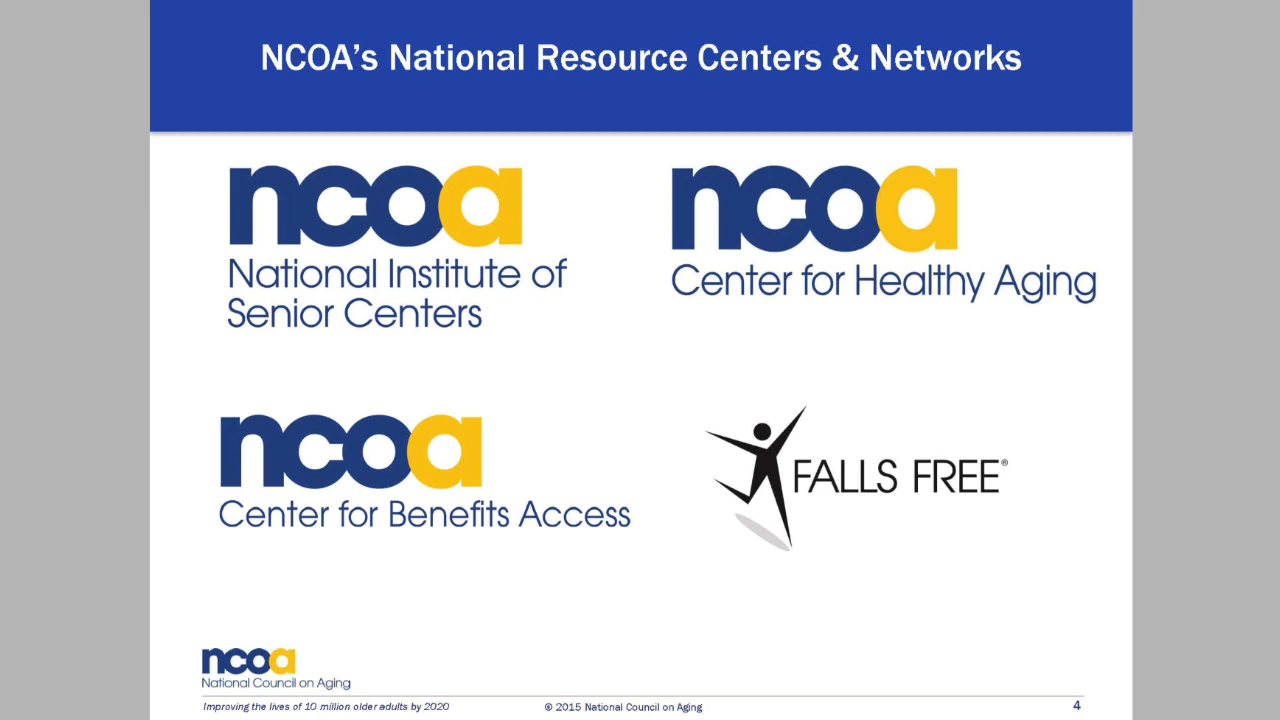 NCOA’s National Resource Centers & Networks
ncoa
National Institute of
Senior Centers
ncoa
Center for Healthy Aging
ncoa
Center for Benefits Access
FALLS FREE®
ncoa
National Council on Aging
Improving the lives of 10 million older adults by 2020
© 2015 National Council on Aging
4